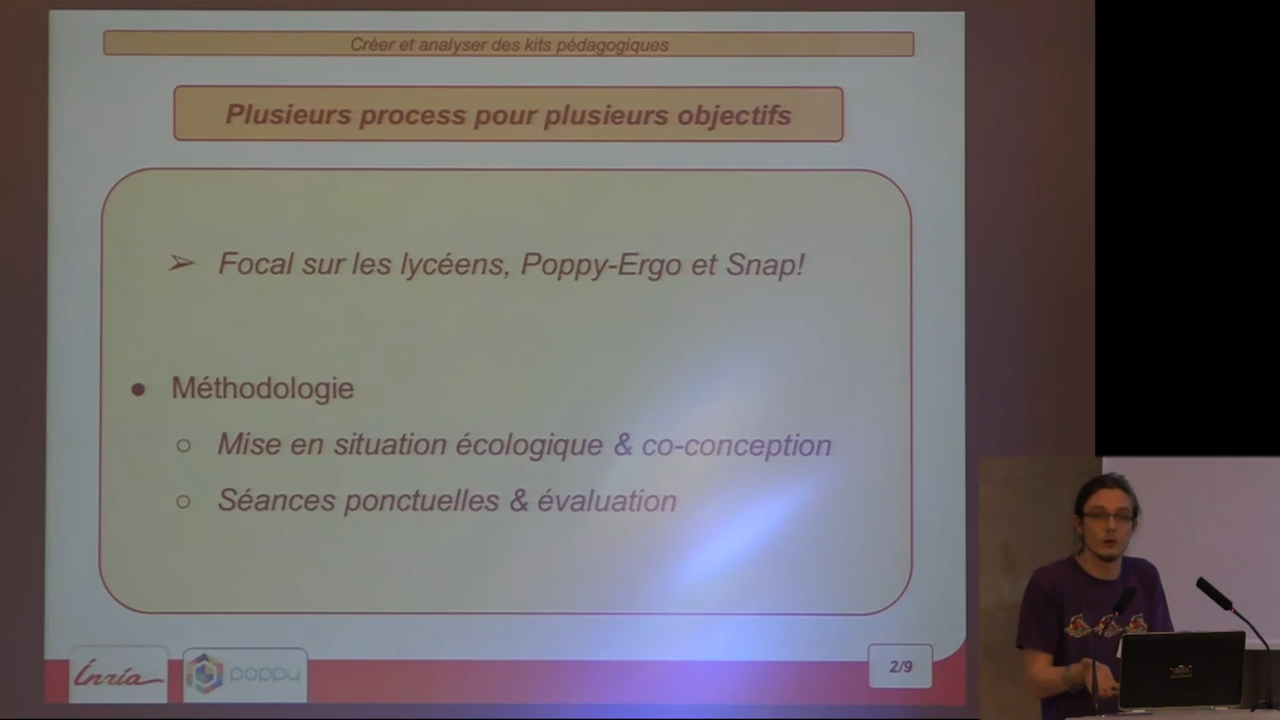 Créer et analyser des kits pédagogiques
Plusieurs process pour plusieurs objectifs
➢ Focal sur les lycéens, Poppy-Ergo et Snap!
● Méthodologie
○ Mise en situation écologique & co-conception
○ Séances ponctuelles & évaluation
Inria
poppy
2/9